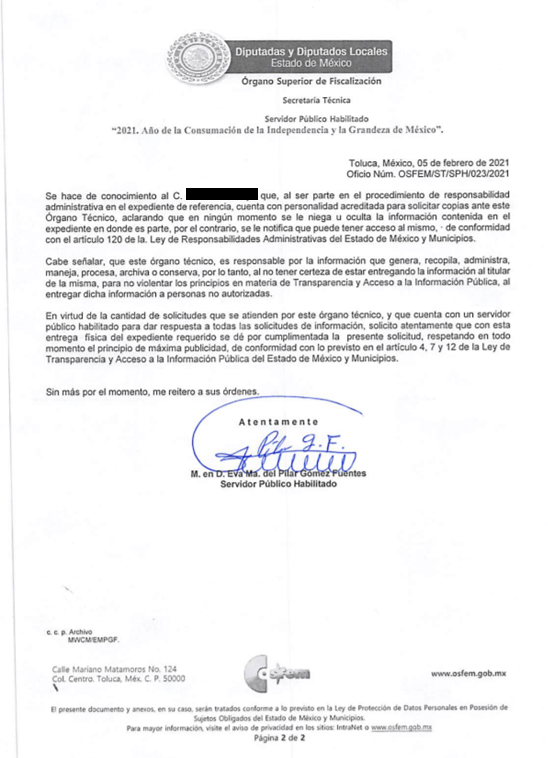 Diputadas y Diputados Locales
Estado de México
Órgano Superior de Fiscalización
Secretaría Técnica
Servidor Público Habilitado
"2021. Año de la Consumación de la Independencia y la Grandeza de México".
Toluca, México, 05 de febrero de 2021
Oficio Núm. OSFEM/ST/SPH/023/2021
Se hace de conocimiento al C. que, al ser parte en el procedimiento de responsabilidad
administrativa en el expediente de referencia, cuenta con personalidad acreditada para solicitar copias ante este
Órgano Técnico, aclarando que en ningún momento se le niega u oculta la información contenida en el
expediente en donde es parte, por el contrario, se le notifica que puede tener acceso al mismo, · de conformidad
con el artículo 120 de la. Ley de Responsabilidades Administrativas del Estado de México y Municipios.
Cabe señalar, que este órgano técnico, es responsable por la información que genera, recopila, administra,
maneja, procesa, archiva o conserva, por lo tanto, al no tener certeza de estar entregando la información al titular
de la misma, para no violentar los principios en materia de Transparencia y Acceso a la Información Pública, al
entregar dicha información a personas no autorizadas.
En virtud de la cantidad de solicitudes que se atienden por este órgano técnico, y que cuenta con un servidor
público habilitado para dar respuesta a todas las solicitudes de información, solicito atentamente que con esta
entrega física del expediente requerido se dé por cumplimentada la presente solicitud, respetando en todo
momento el principio de máxima publicidad, de conformidad con lo previsto en el artículo 4, 7 y 12 de la Ley de
Transparencia y Acceso a la Información Pública del Estado de México y Municipios.
Sin más por el momento, me reitero a sus órdenes.
Atentamente
M. en D. Eva Ma. del Pilar Gómez Fuentes
Servidor Público Habilitado
c. c. p. Archivo
MWCM/EMPGF.
Calle Mariano Matamoros No. 124
Col. Centro. Toluca, Méx. C. P. 50000
osfem
www.osfem.gob.mx
El presente documento y anexos, en su caso, serán tratados conforme a lo previsto en la Ley de Protección de Datos Personales en Posesión de
Sujetos Obligados del Estado de México y Municipios.
Para mayor información, visite el aviso de privacidad en los sitios: IntraNet o www.osfem.gob.mx
Página 2 de 2